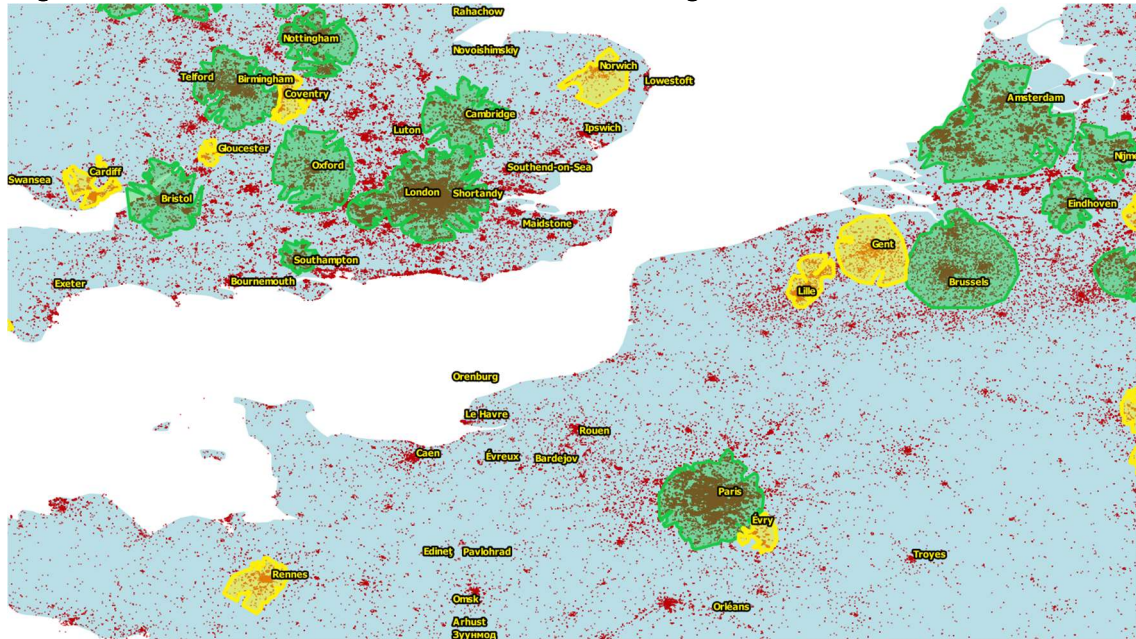 Rahachow
Nottingham
Novoishimskiy
Norwich
Telford
Birmingham
Lowestoft
Coventry
Amsterdam
Cambridge
Luton
Ipswich
Gloucester
Oxford
Southend-on-Sea
Cardiff
Swansea
London
Shortandy
Bristol
Eindhoven
Maidstone
Gent
Southampton
Bournemouth
Exeter
Brussels
Lille
Orenburg
Le Havre
Rouen
Caen
Évreux
Bardejov
Paris
Évry
Edineț
Pavlohrad
Troyes
Rennes
Omsk
Orléans
Arhust
Зуунмод